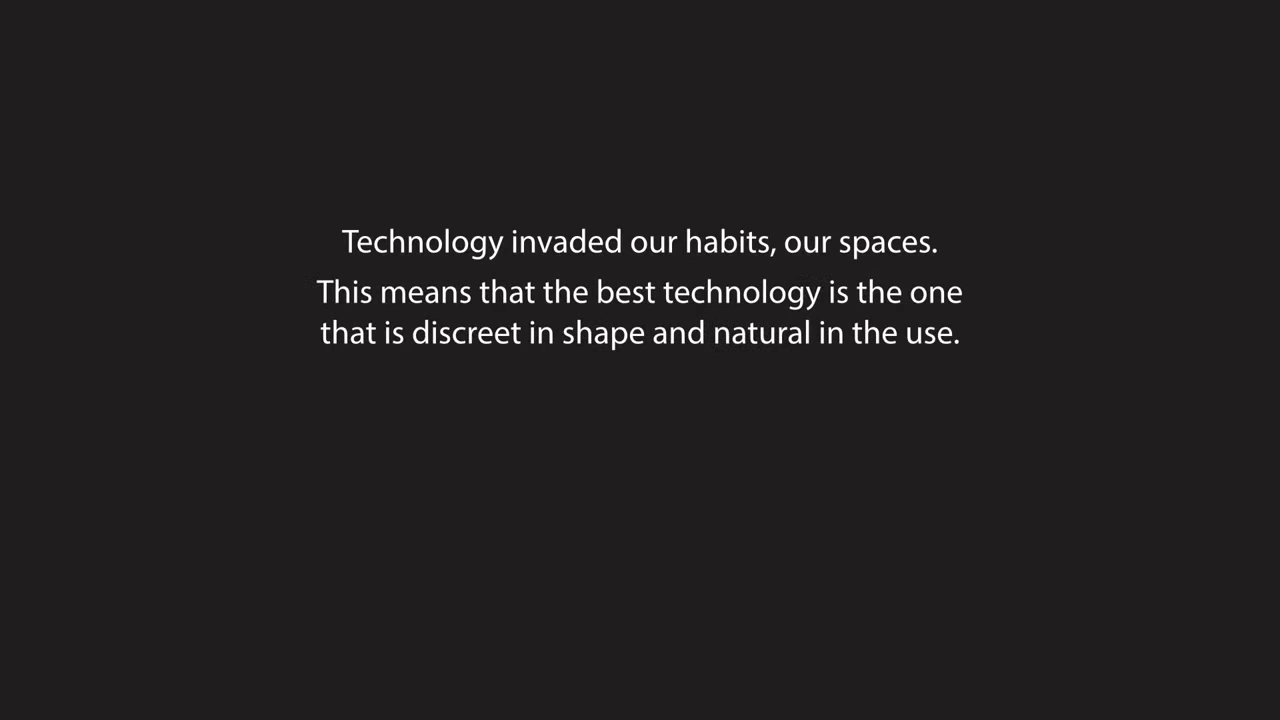 Technology invaded our habits, our spaces.
This means that the best technology is the one
that is discreet in shape and natural in the use.